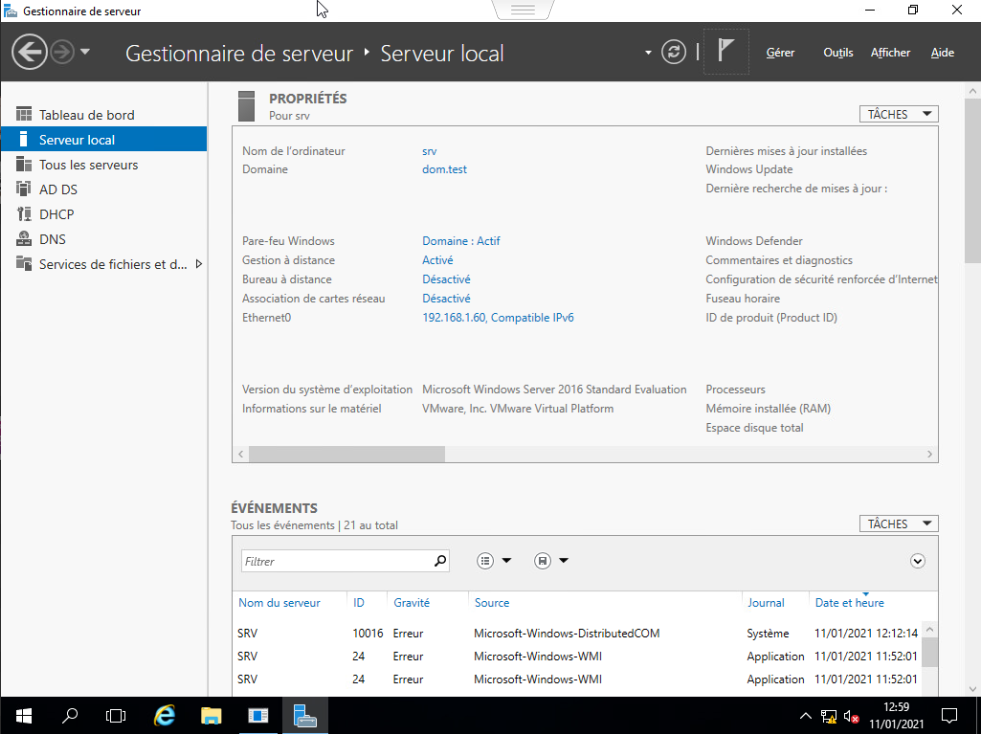 Gestionnaire de serveur
Gestionnaire de serveur ‣ Serveur local
Gérer Outils Afficher Aide
Tableau de bord
Serveur local
Tous les serveurs
AD DS
DHCP
DNS
Services de fichiers et d...
PROPRIÉTÉS
Pour srv
TÂCHES
Nom de l'ordinateur srv Dernières mises à jour installées
Domaine dom.test Windows Update
Dernière recherche de mises à jour :
Pare-feu Windows Domaine : Actif Windows Defender
Gestion à distance Activé Commentaires et diagnostics
Bureau à distance Désactivé Configuration de sécurité renforcée d'Internet
Association de cartes réseau Désactivé Fuseau horaire
Ethernet0 192.168.1.60, Compatible IPv6 ID de produit (Product ID)
Version du système d'exploitation Microsoft Windows Server 2016 Standard Evaluation Processeurs
Informations sur le matériel VMware, Inc. VMware Virtual Platform Mémoire installée (RAM)
Espace disque total
ÉVÉNEMENTS
Tous les événements | 21 au total
TÂCHES
Filtrer
Nom du serveur ID Gravité Source Journal Date et heure
SRV 10016 Erreur Microsoft-Windows-DistributedCOM Système 11/01/2021 12:12:14
SRV 24 Erreur Microsoft-Windows-WMI Application 11/01/2021 11:52:01
SRV 24 Erreur Microsoft-Windows-WMI Application 11/01/2021 11:52:01
12:59
11/01/2021